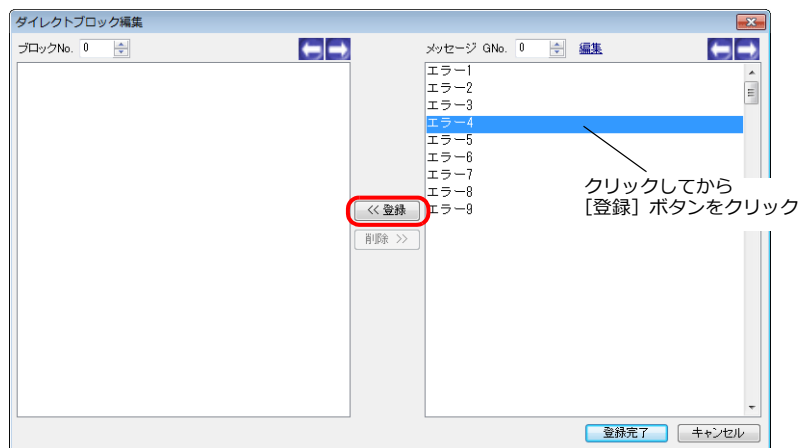 ダイレクトブロック編集
ブロックNo. 0
メッセージ GNo. 0 編集
エラー1
エラー2
エラー3
エラー4
エラー5
エラー6
エラー7
エラー8
エラー9
クリックしてから
［登録］ボタンをクリック
<< 登録
削除 >>
登録完了 キャンセル